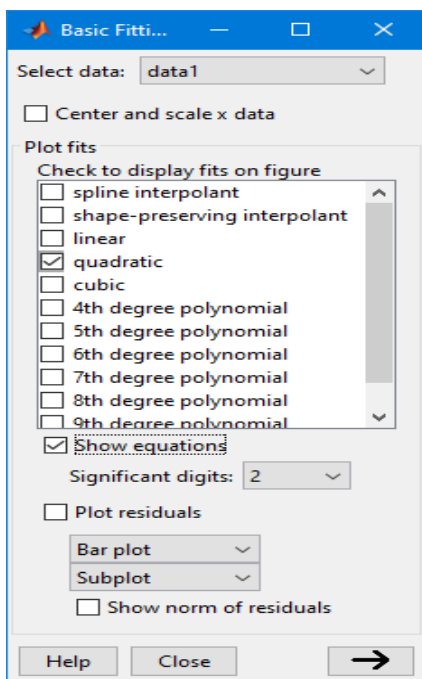 Basic Fitti...
Select data: data1
Center and scale x data
Plot fits
Check to display fits on figure
spline interpolant
shape-preserving interpolant
linear
quadratic
cubic
4th degree polynomial
5th degree polynomial
6th degree polynomial
7th degree polynomial
8th degree polynomial
9th degree polynomial
Show equations
Significant digits: 2
Plot residuals
Bar plot
Subplot
Show norm of residuals
Help Close